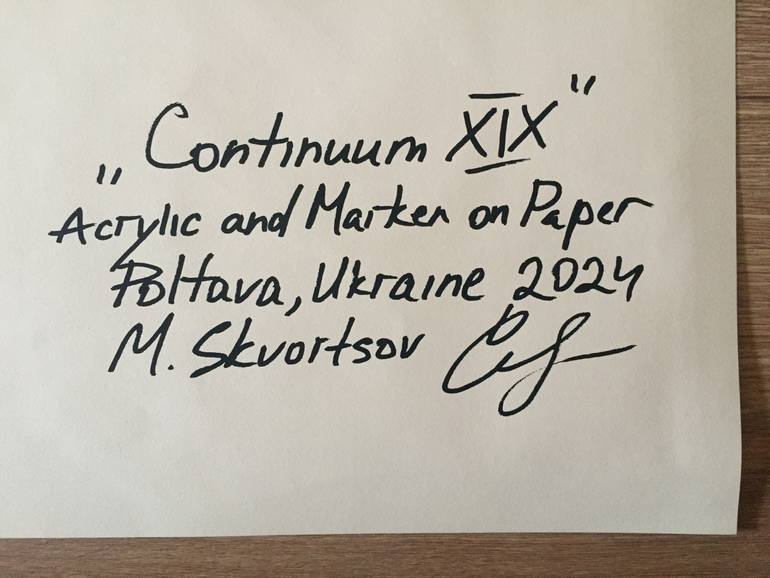 „Continuum XIX”
Acrylic and Marker on Paper
Poltava, Ukraine 2024
M. Skvortsov